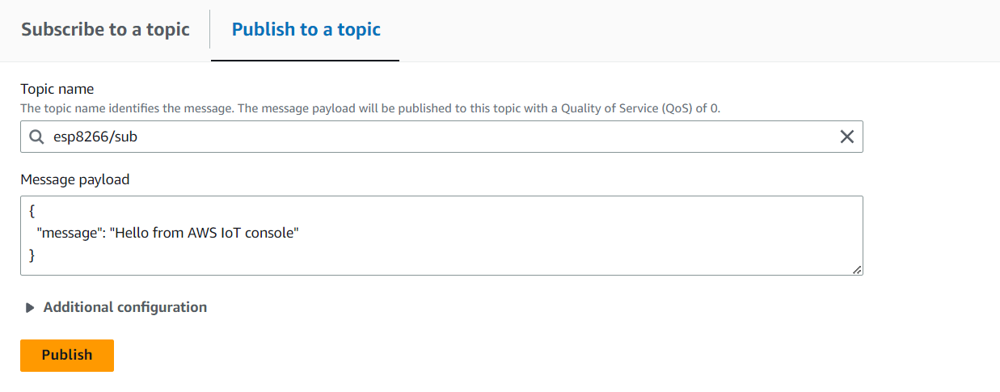 Subscribe to a topic
Publish to a topic
Topic name
The topic name identifies the message. The message payload will be published to this topic with a Quality of Service (QoS) of 0.
esp8266/sub
Message payload
{
"message": "Hello from AWS IoT console"
}
Additional configuration
Publish